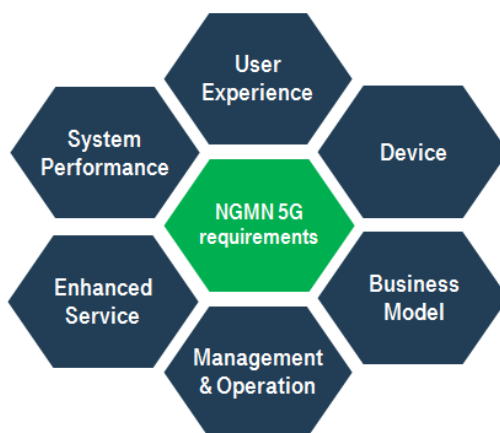 User
Experience
System
Performance
Device
NGMN 5G
requirements
Enhanced
Service
Business
Model
Management
& Operation